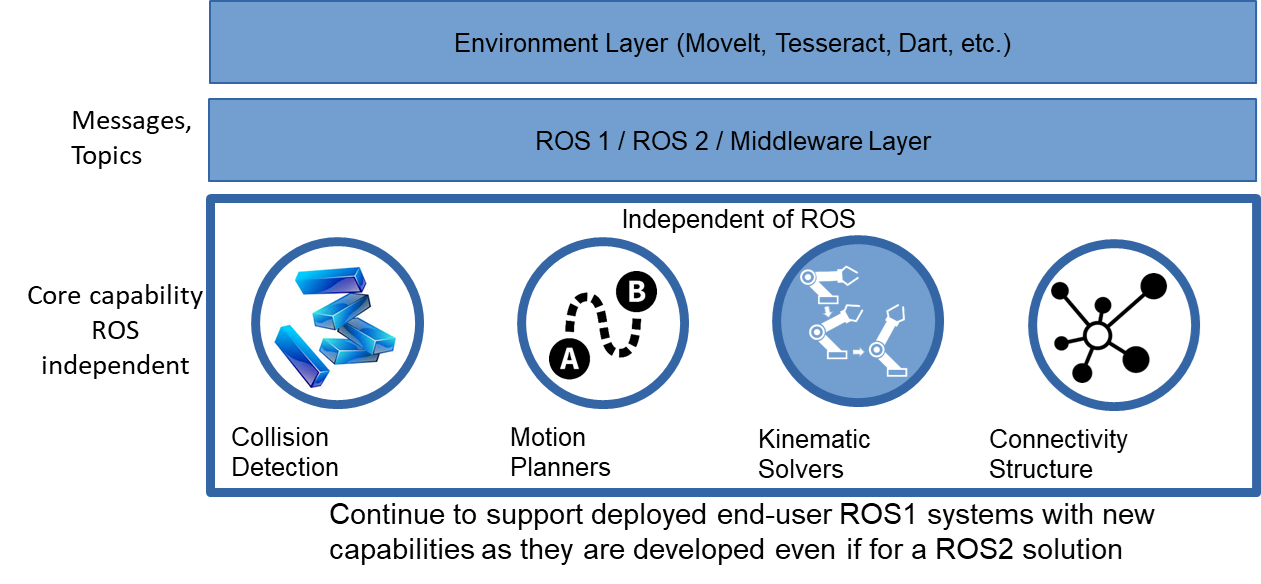 Environment Layer (MoveIt, Tesseract, Dart, etc.)
Messages,
Topics
ROS 1 / ROS 2 / Middleware Layer
Independent of ROS
Core capability
ROS
independent
A
B
Collision
Detection
Motion
Planners
Kinematic
Solvers
Connectivity
Structure
Continue to support deployed end-user ROS1 systems with new
capabilities as they are developed even if for a ROS2 solution